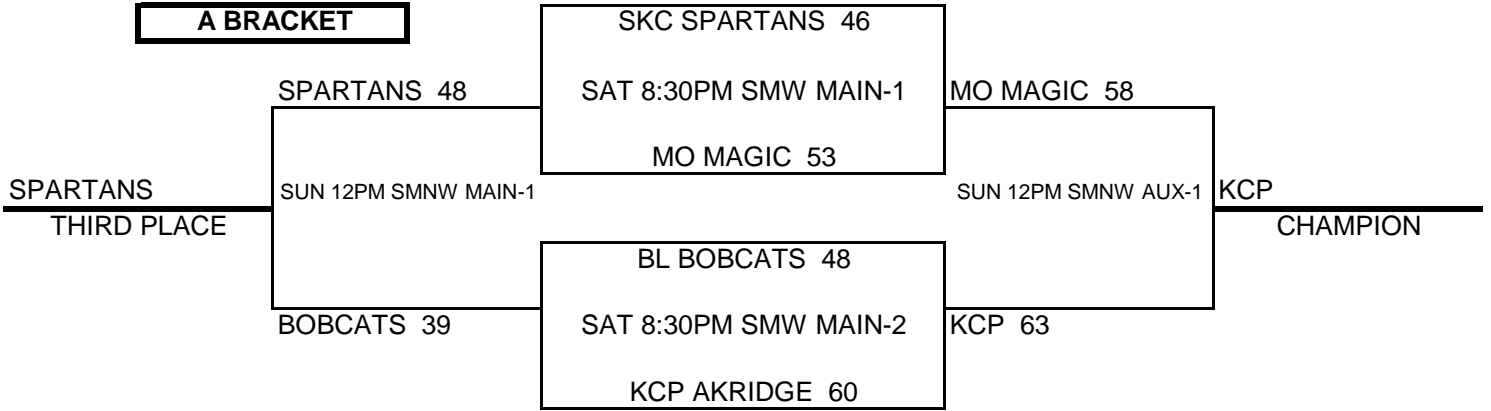 A BRACKET
SKC SPARTANS 46
SPARTANS 48
SAT 8:30PM SMW MAIN-1
MO MAGIC 58
MO MAGIC 53
SPARTANS
SUN 12PM SMNW MAIN-1
SUN 12PM SMNW AUX-1
KCP
THIRD PLACE
CHAMPION
BL BOBCATS 48
BOBCATS 39
SAT 8:30PM SMW MAIN-2
KCP 63
KCP AKRIDGE 60